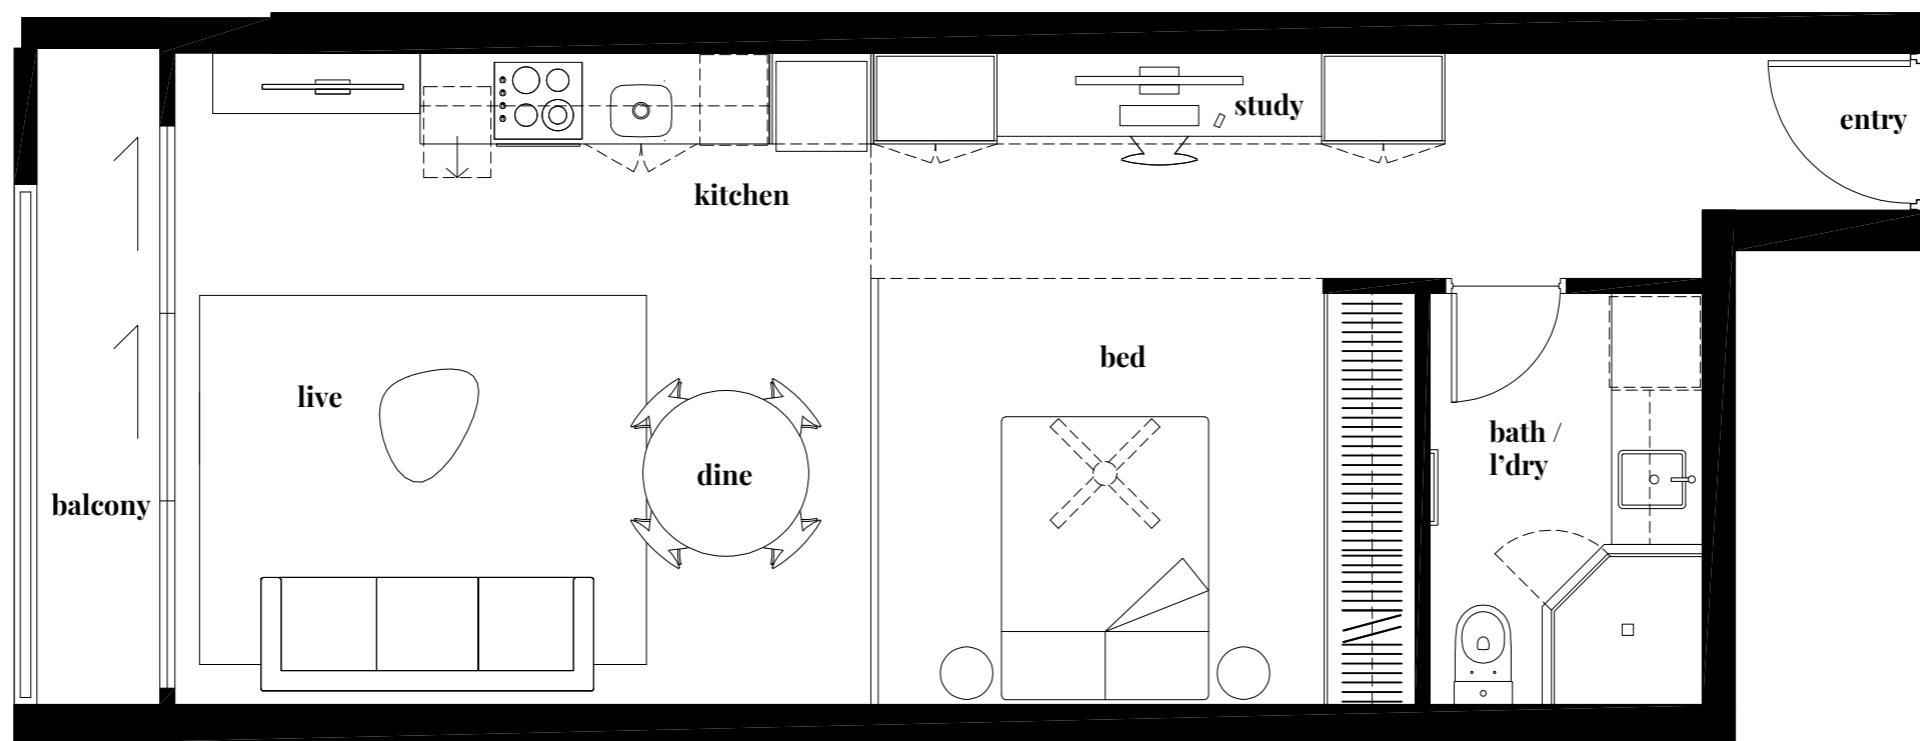 study
entry
kitchen
bed
live
bath /
l’dry
dine
balcony